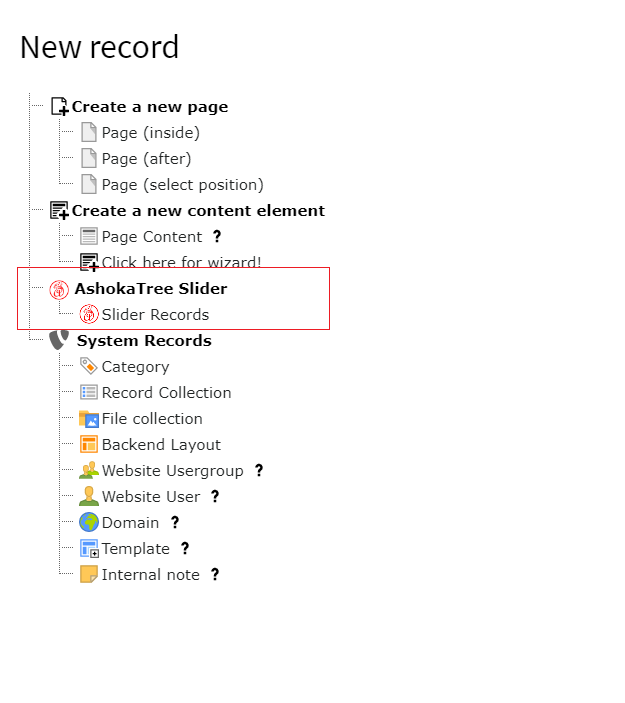 New record
Create a new page
Page (inside)
Page (after)
Page (select position)
Create a new content element
Page Content ?
Click here for wizard!
AshokaTree Slider
Slider Records
System Records
Category
Record Collection
File collection
Backend Layout
Website Usergroup ?
Website User ?
Domain ?
Template ?
Internal note ?